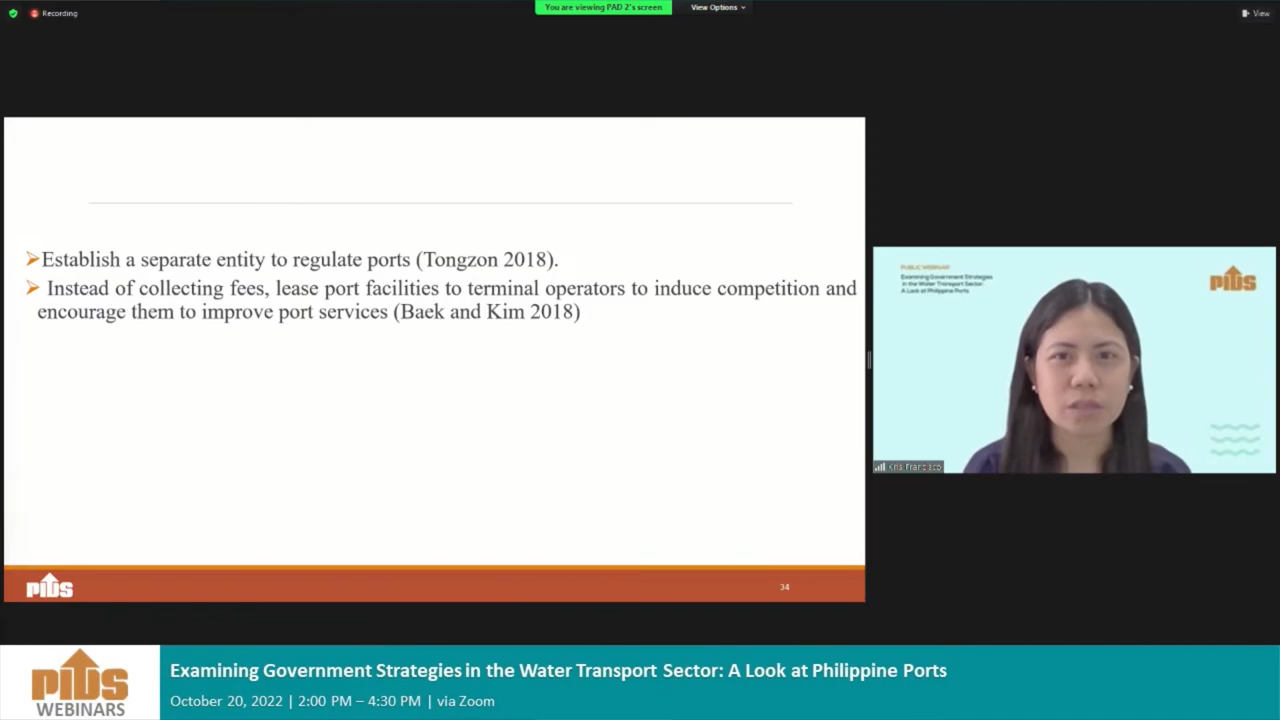 Recording
You are viewing PAD 2's screen
View Options
View
➢Establish a separate entity to regulate ports (Tongzon 2018).
➢ Instead of collecting fees, lease port facilities to terminal operators to induce competition and
encourage them to improve port services (Baek and Kim 2018)
PIDS
34
PUBLIC WEBINAR
Examining Government Strategies
in the Water Transport Sector:
A Look at Philippine Ports
PIDS
Kris Francisco
PIDS
WEBINARS
Examining Government Strategies in the Water Transport Sector: A Look at Philippine Ports
October 20, 2022 | 2:00 PM – 4:30 PM | via Zoom